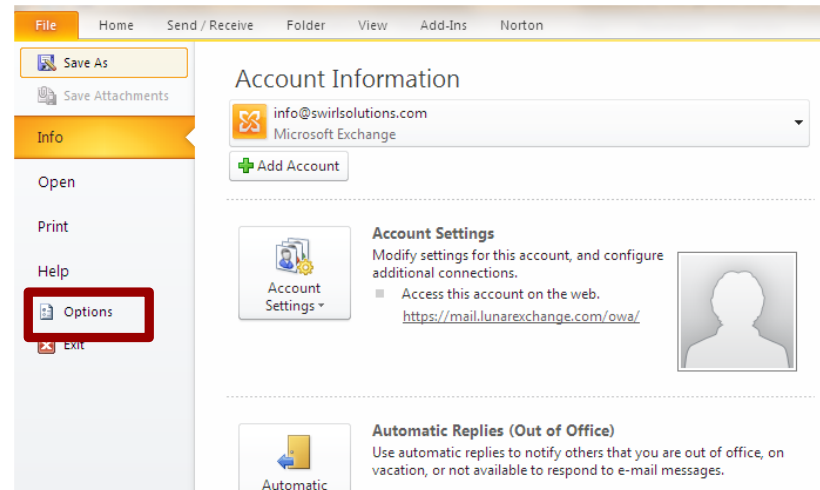 File Home Send / Receive Folder View Add-Ins Norton
Save As
Save Attachments
Info
Open
Print
Help
Options
Exit
Account Information
info@swirlsolutions.com
Microsoft Exchange
Add Account
Account
Settings
Account Settings
Modify settings for this account, and configure
additional connections.
Access this account on the web.
https://mail.lunarexchange.com/owa/
Automatic
Automatic Replies (Out of Office)
Use automatic replies to notify others that you are out of office, on
vacation, or not available to respond to e-mail messages.